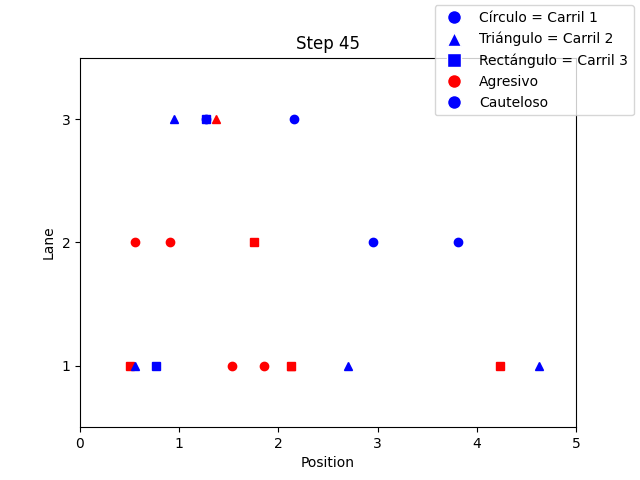 Step 45
Círculo = Carril 1
Triángulo = Carril 2
Rectángulo = Carril 3
Agresivo
Cauteloso
Lane
3
2
1
0 1 2 3 4 5
Position